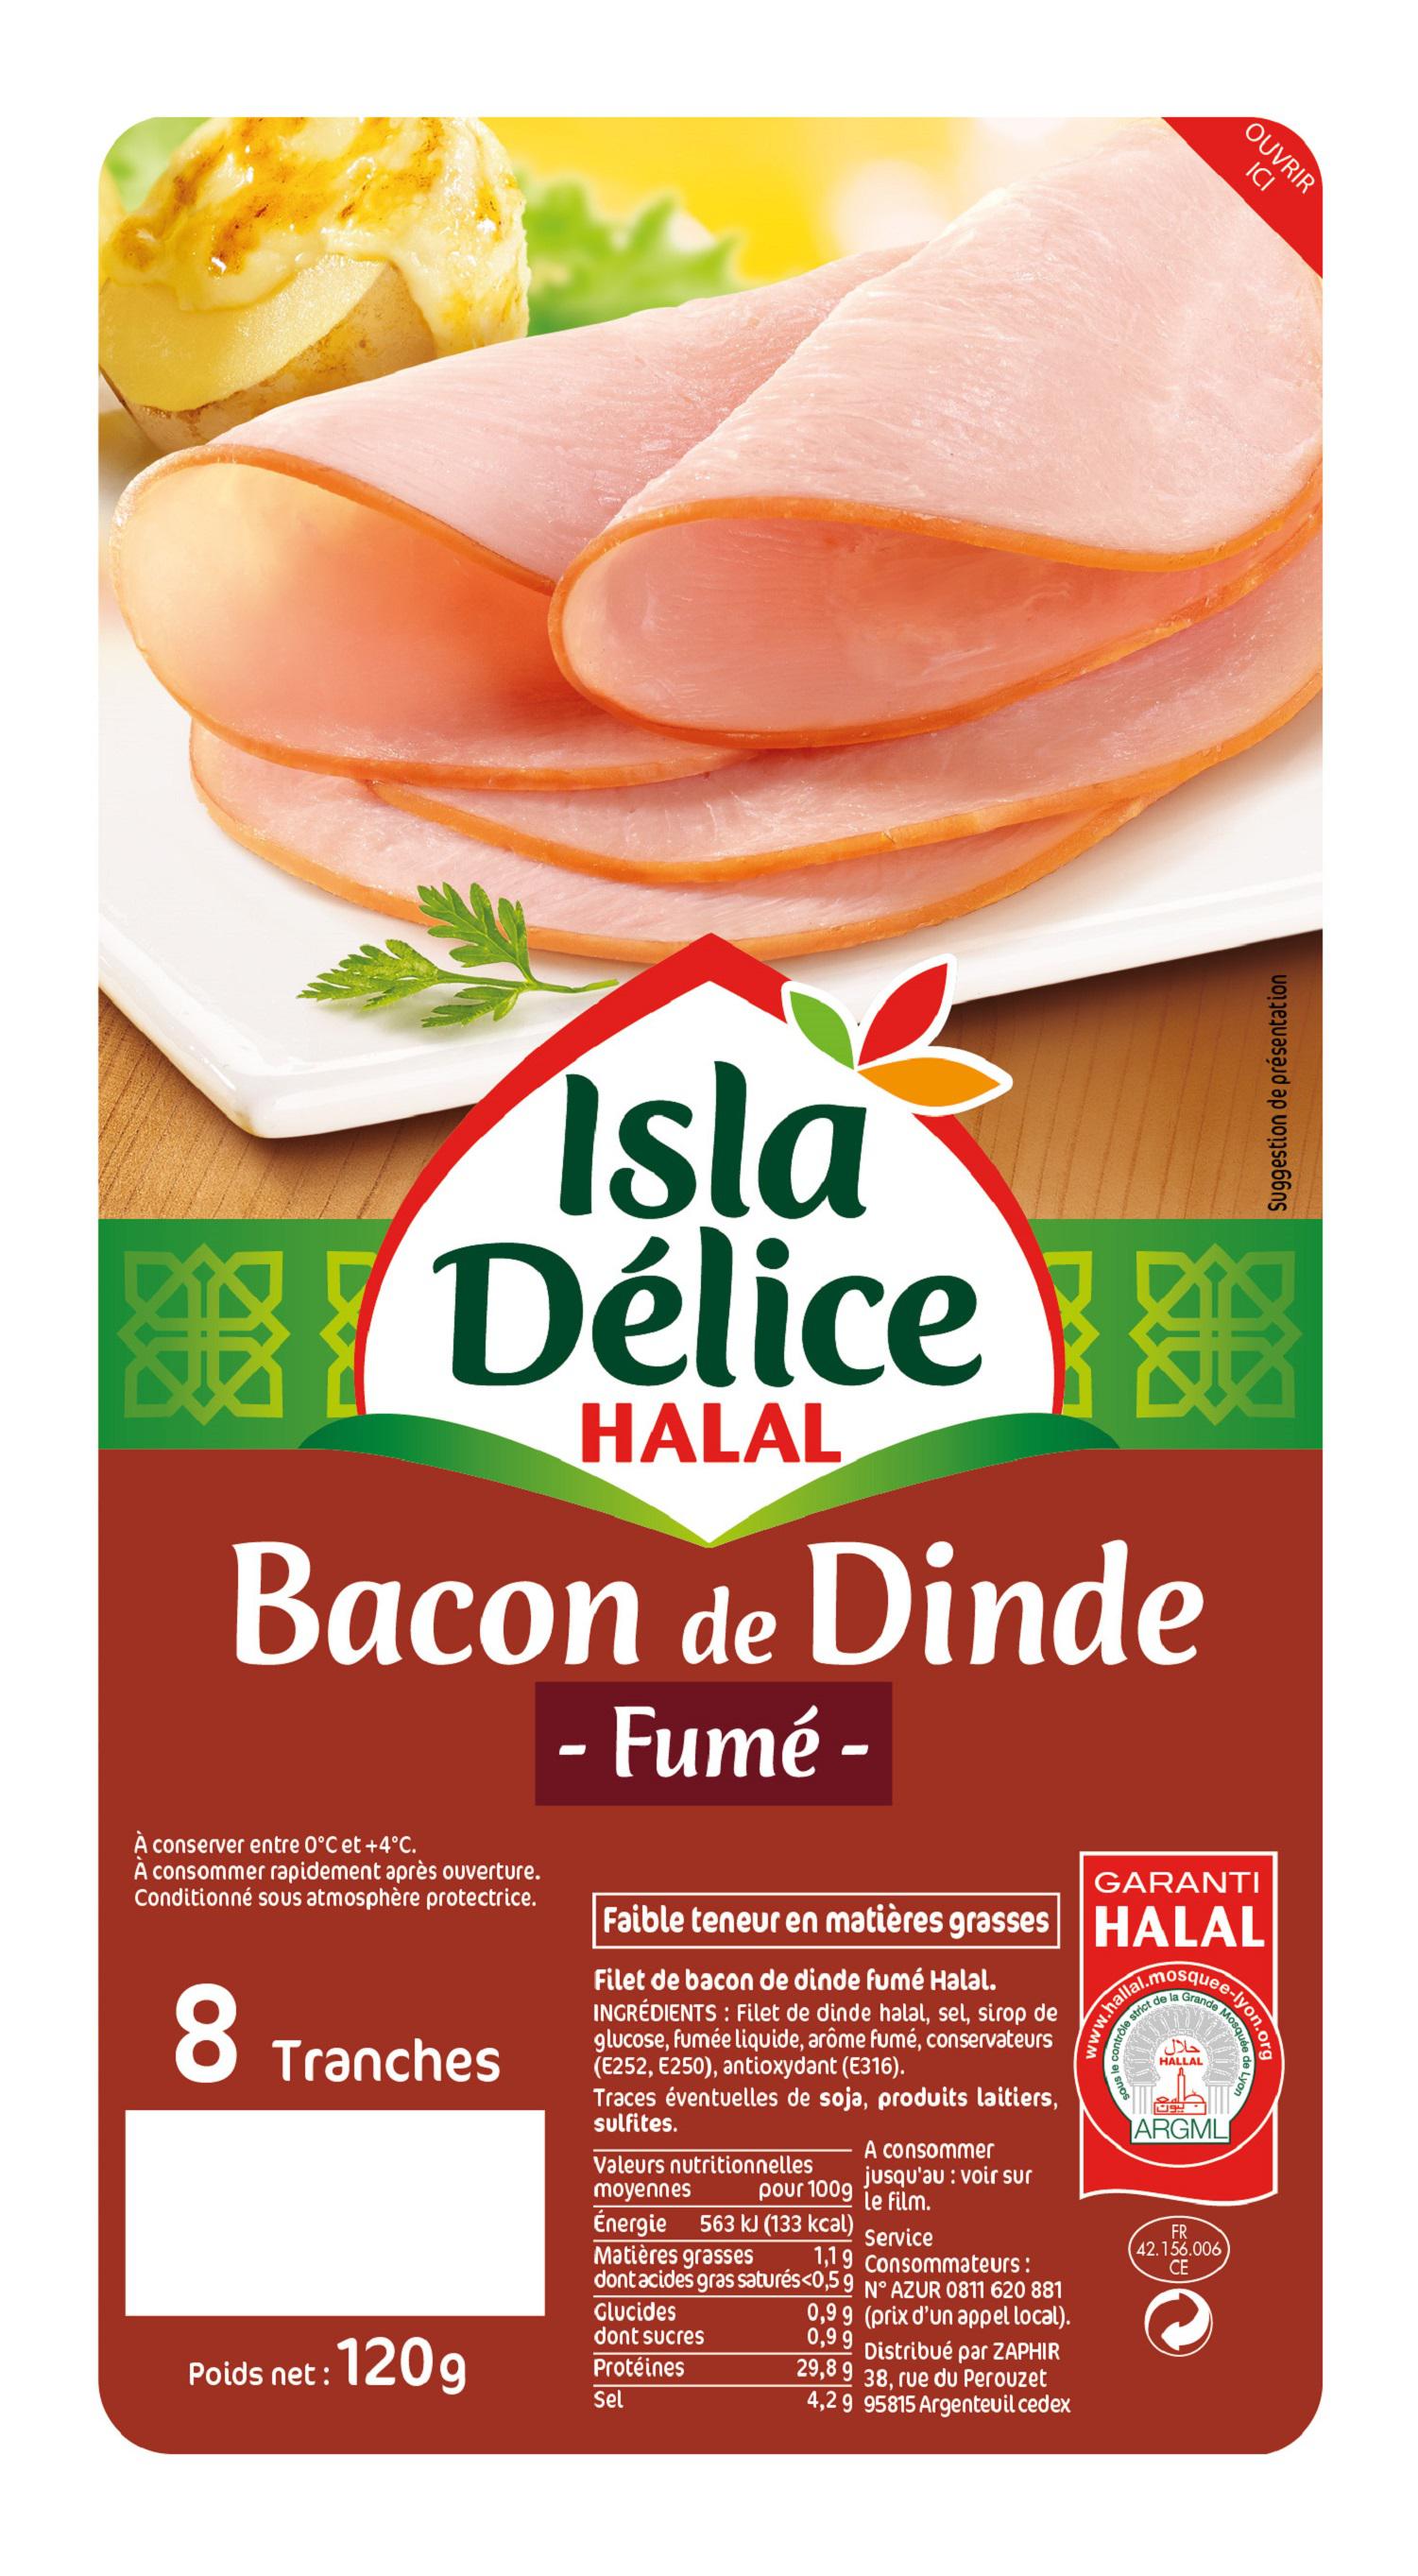 OUVRIR
ICI
Suggestion de présentation
Isla
Délice
HALAL
Bacon de Dinde
- Fumé -
À conserver entre 0°C et +4°C.
À consommer rapidement après ouverture.
Conditionné sous atmosphère protectrice.
8 Tranches
Poids net : 120g
Faible teneur en matières grasses
Filet de bacon de dinde fumé Halal.
INGRÉDIENTS : Filet de dinde halal, sel, sirop de
glucose, fumée liquide, arôme fumé, conservateurs
(E252, E250), antioxydant (E316).
Traces éventuelles de soja, produits laitiers,
sulfites.
Valeurs nutritionnelles
moyennes pour 100g
Énergie 563 kJ (133 kcal)
Matières grasses 1,1 g
dont acides gras saturés <0,5 g
Glucides 0,9 g
dont sucres 0,9 g
Protéines 29,8 g
Sel 4,2 g
A consommer
jusqu'au : voir sur
le film.
Service
Consommateurs :
N° AZUR 0811 620 881
(prix d'un appel local).
Distribué par ZAPHIR
38, rue du Perouzet
95815 Argenteuil cedex
GARANTI
HALAL
www.hallal.mosquee-lyon.org
sous le contrôle strict de la Grande Mosquée de Lyon
حلال
HALLAL
ليون
ARGML
FR
42.156.006
CE